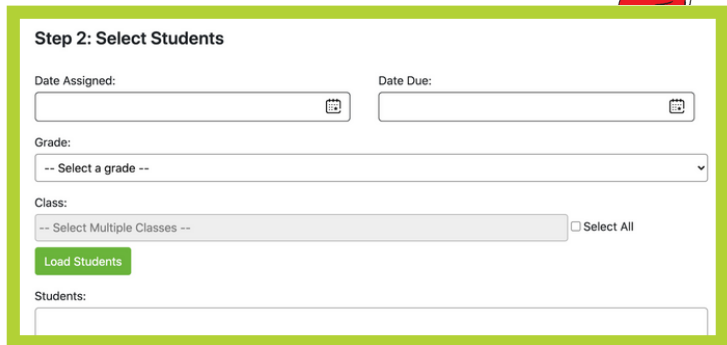 Step 2: Select Students
Date Assigned: Date Due:
Grade:
-- Select a grade --
Class:
-- Select Multiple Classes -- Select All
Load Students
Students: